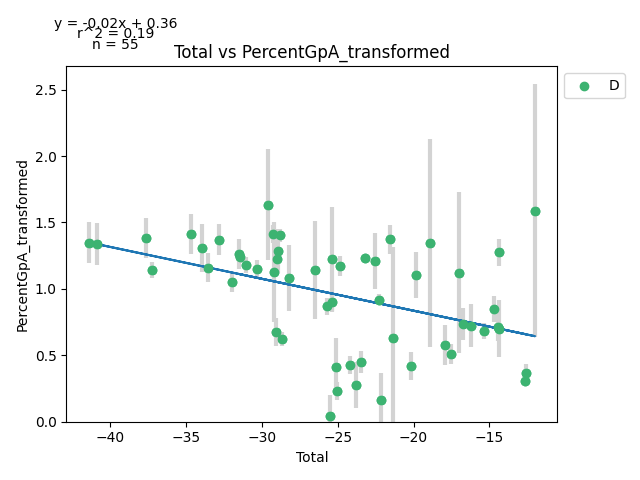 y = -0.02x + 0.36
r^2 = 0.19
n = 55
Total vs PercentGpA_transformed
D
PercentGpA_transformed
2.5
2.0
1.5
1.0
0.5
0.0
−40 −35 −30 −25 −20 −15
Total